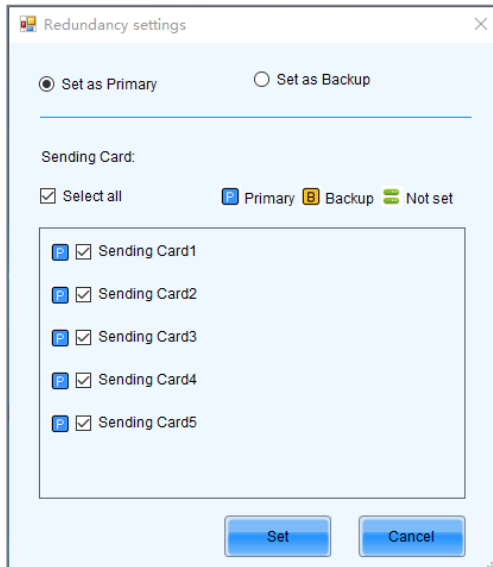 Redundancy settings
Set as Primary Set as Backup
Sending Card:
Select all P Primary B Backup Not set
P Sending Card1
P Sending Card2
P Sending Card3
P Sending Card4
P Sending Card5
Set Cancel